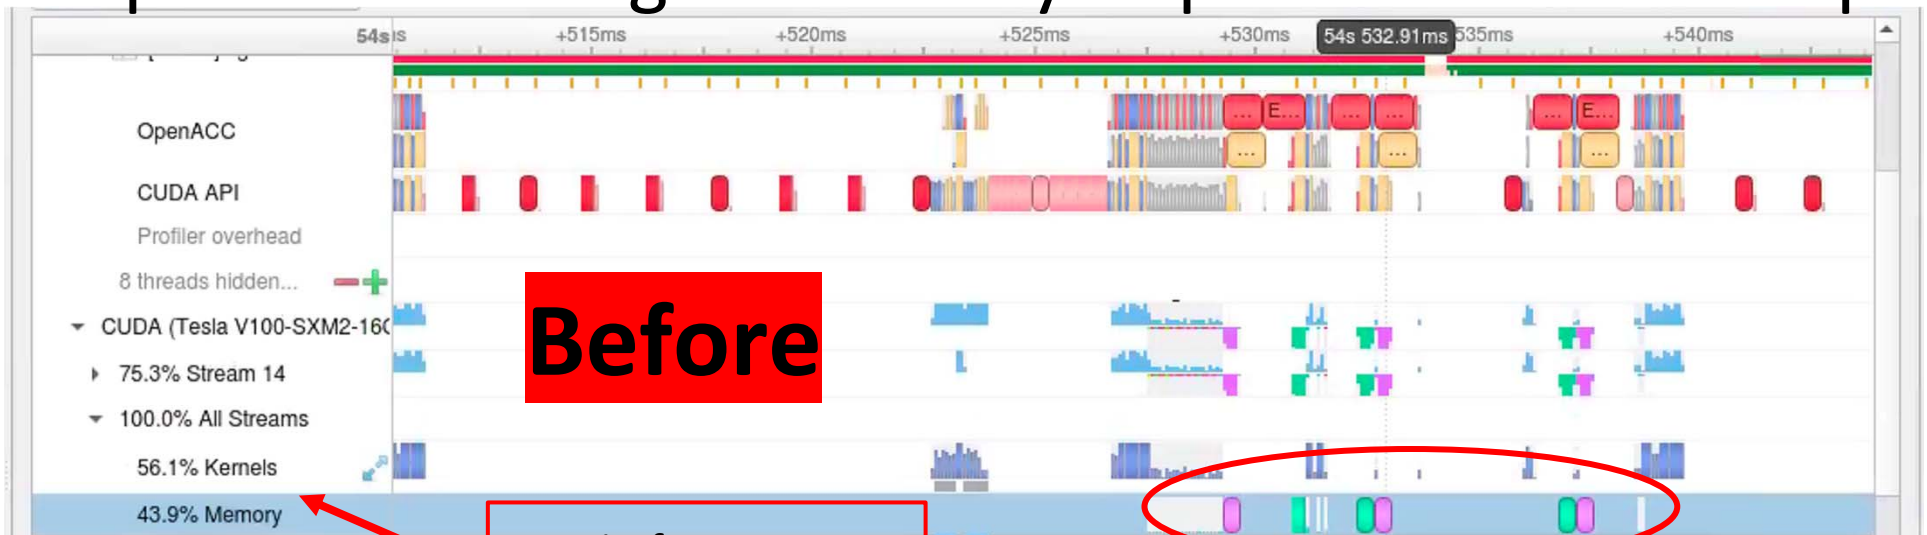 54s
+515ms +520ms +525ms +530ms 54s 532.91ms 535ms +540ms
OpenACC
... E... ... ... ... E...
... ... ...
CUDA API
Profiler overhead
8 threads hidden...
CUDA (Tesla V100-SXM2-16
75.3% Stream 14
100.0% All Streams
56.1% Kernels
43.9% Memory
Before